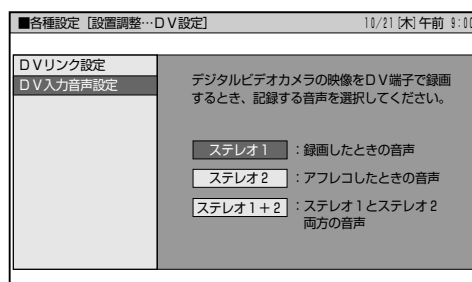 ■各種設定［設置調整…ＤＶ設定］ 10/21［木］午前 9:00
ＤＶリンク設定
ＤＶ入力音声設定
デジタルビデオカメラの映像をＤＶ端子で録画
するとき、記録する音声を選択してください。
ステレオ１ ：録画したときの音声
ステレオ２ ：アフレコしたときの音声
ステレオ１＋２ ：ステレオ１とステレオ２
両方の音声